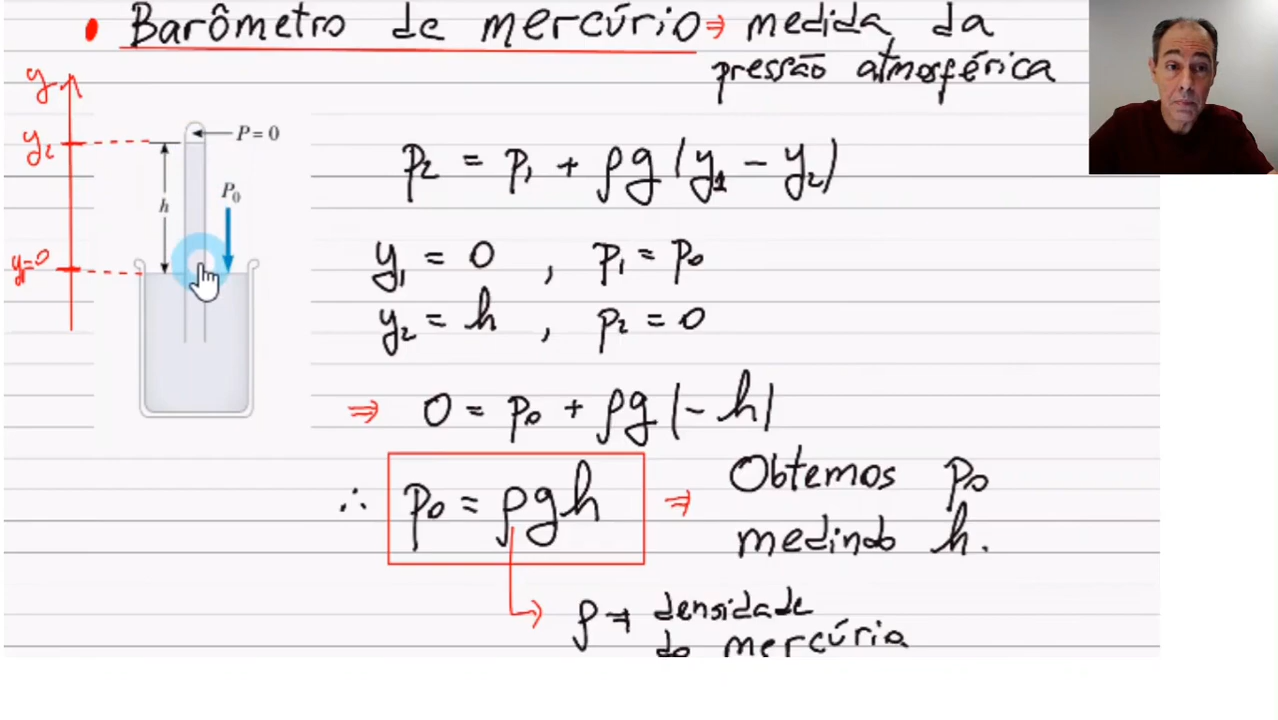 • Barômetro de mercúrio ⇒ medida da
pressão atmosférica
y
y₂
P = 0
h
P₀
y₁=0
p₂ = p₁ + ρg(y₁ − y₂)
y₁ = 0 , p₁ = p₀
y₂ = h , p₂ = 0
⇒ 0 = p₀ + ρg(−h)
∴ p₀ = ρgh ⇒ Obtemos p₀
medindo h.
ρ → densidade
do mercúrio